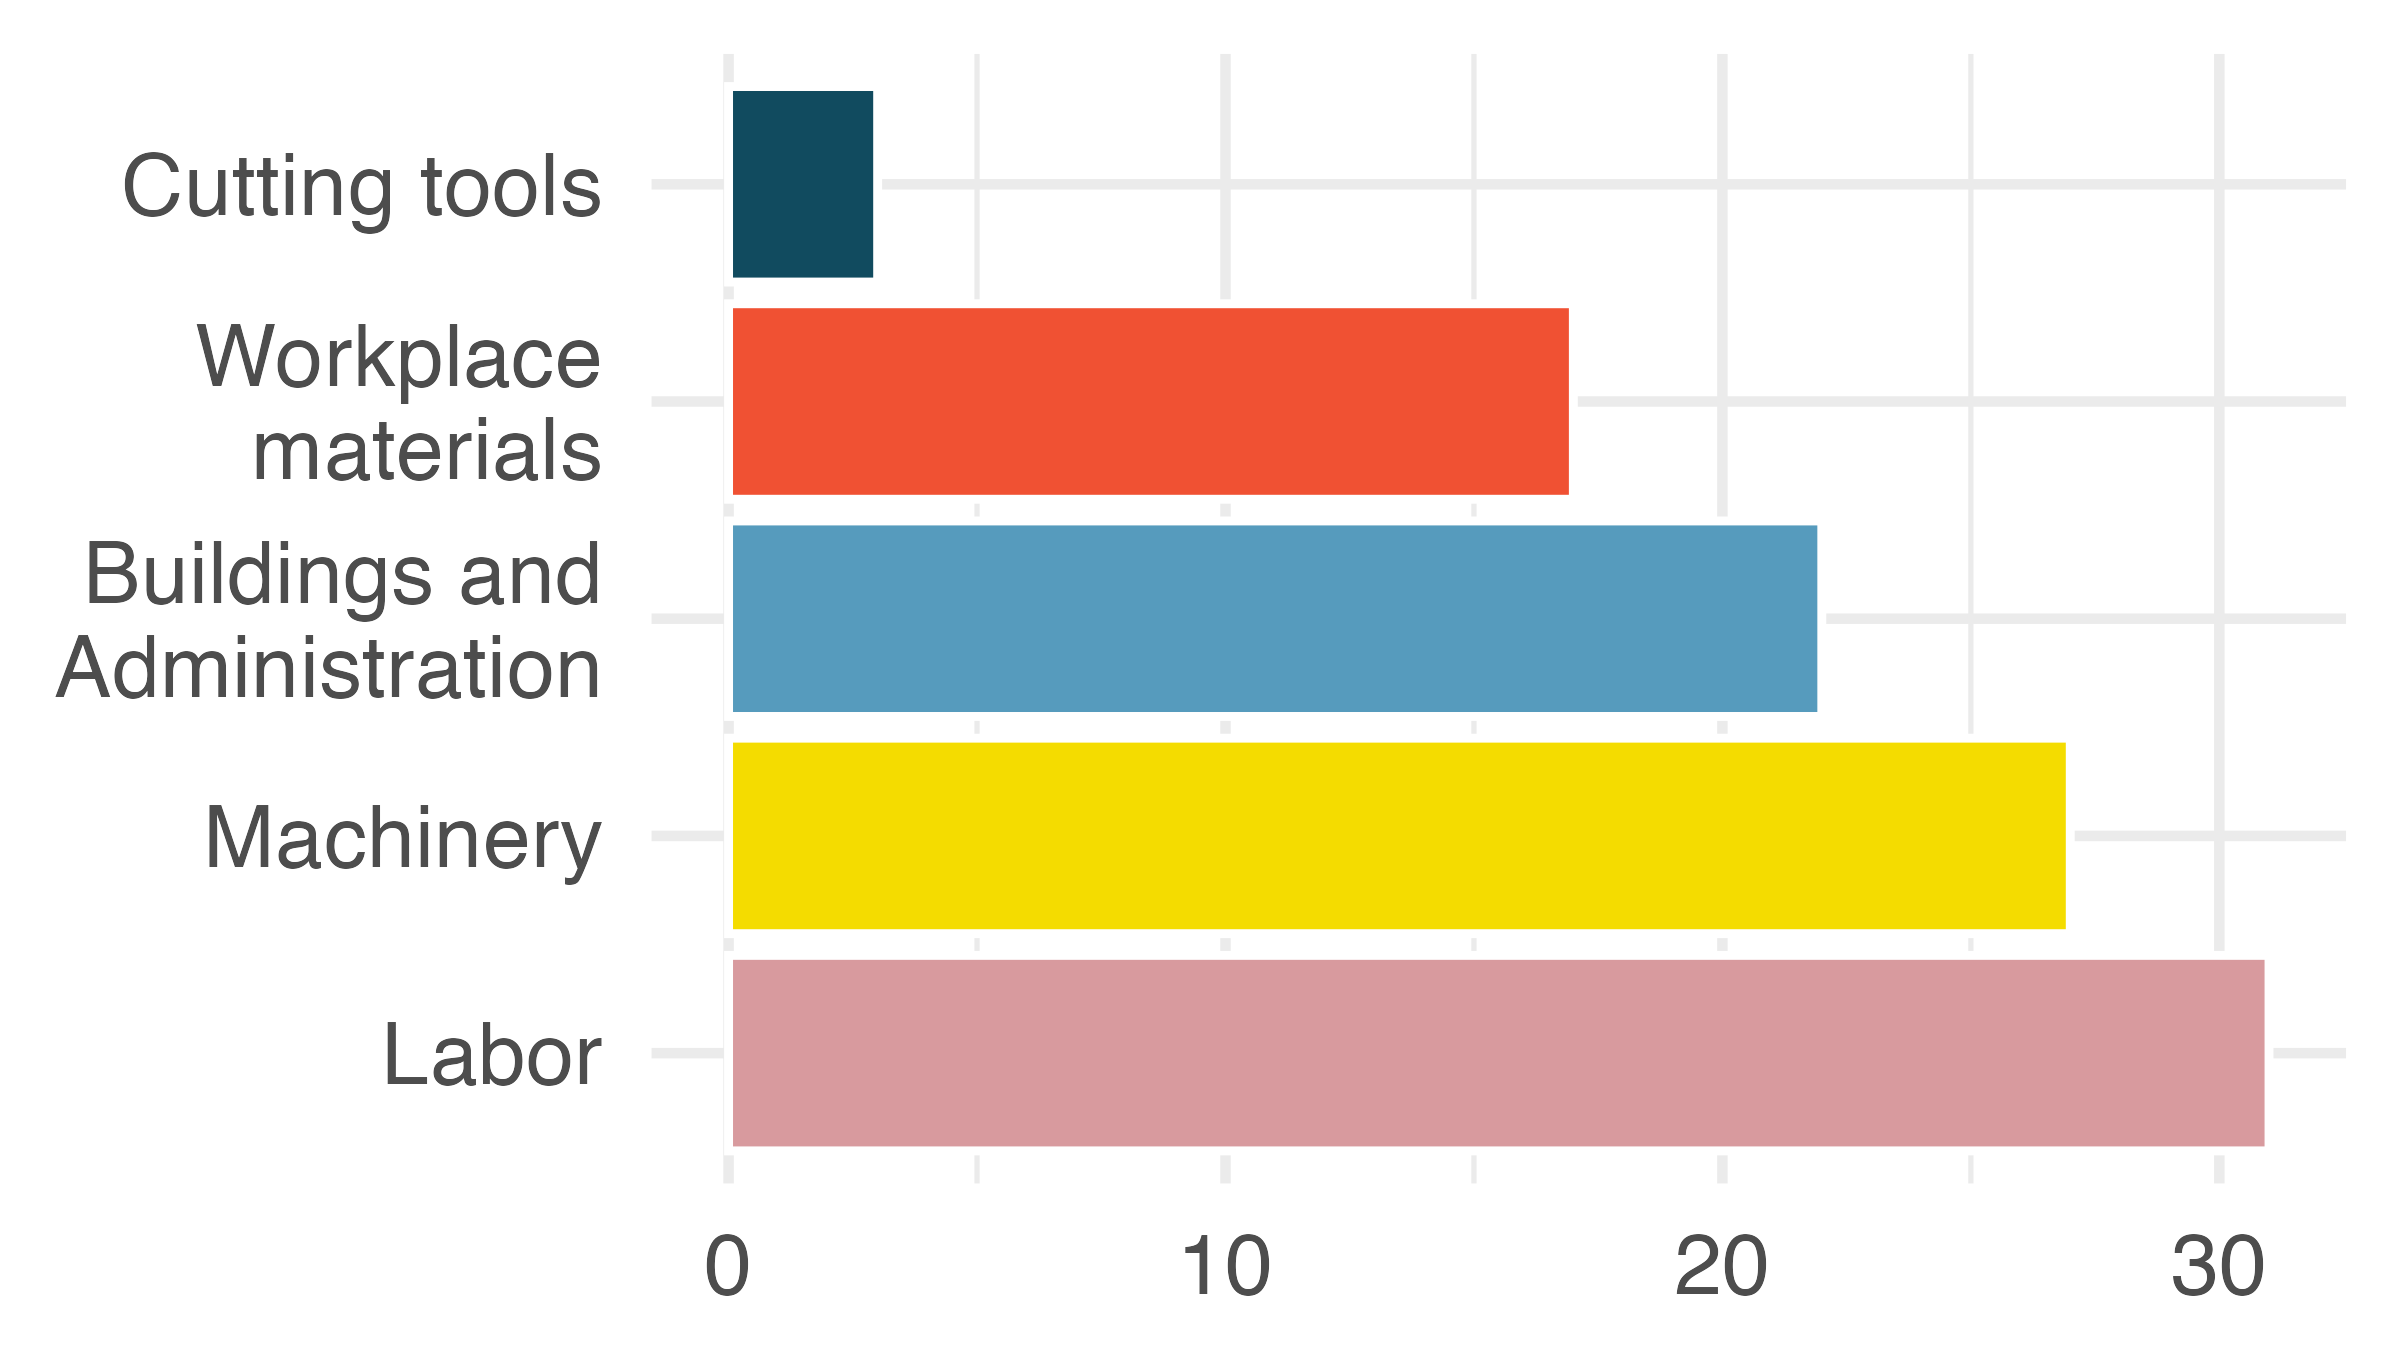 Cutting tools
Workplace
materials
Buildings and
Administration
Machinery
Labor
0 10 20 30